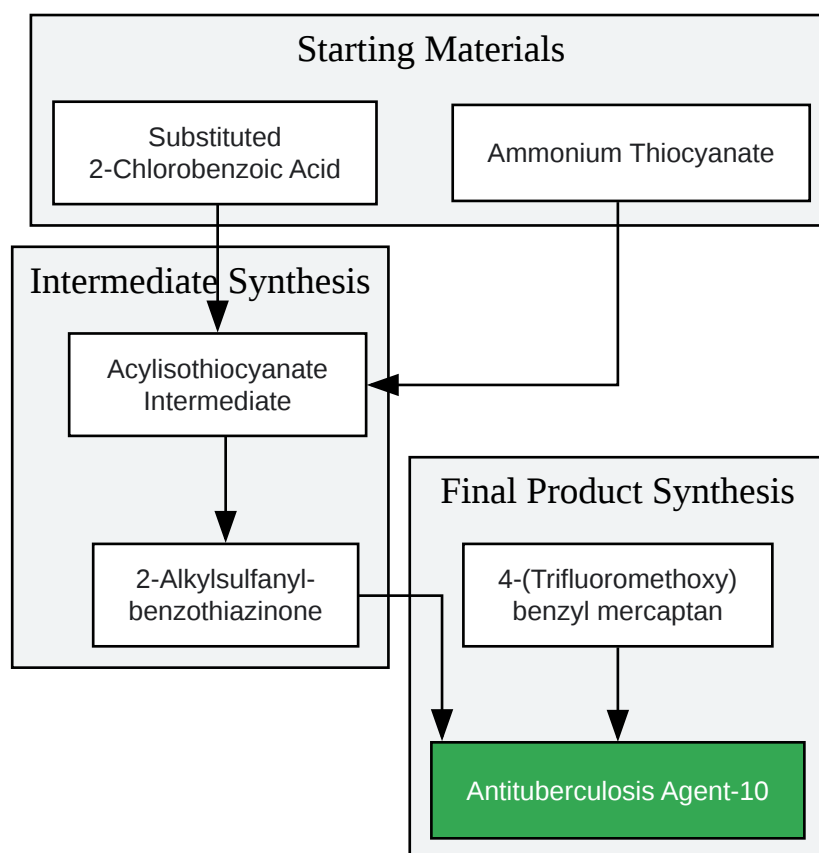 Starting Materials
Substituted
2-Chlorobenzoic Acid
Ammonium Thiocyanate
Intermediate Synthesis
Acylisothiocyanate
Intermediate
2-Alkylsulfanyl-
benzothiazinone
Final Product Synthesis
4-(Trifluoromethoxy)
benzyl mercaptan
Antituberculosis Agent-10